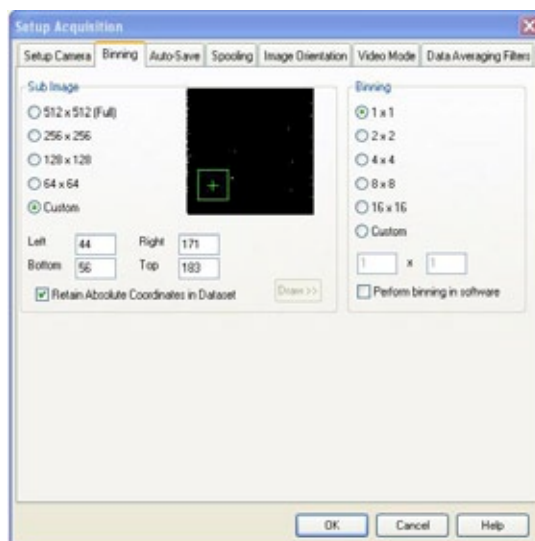 Setup Acquisition
Setup Camera Binning Auto-Save Spooling Image Orientation Video Mode Data Averaging Filters
Sub Image
512 x 512 (Full)
256 x 256
128 x 128
64 x 64
Custom
Left 44 Right 171
Bottom 56 Top 183
Retain Absolute Coordinates in Dataset
Draw >>
Binning
1 x 1
2 x 2
4 x 4
8 x 8
16 x 16
Custom
1 x 1
Perform binning in software
OK Cancel Help